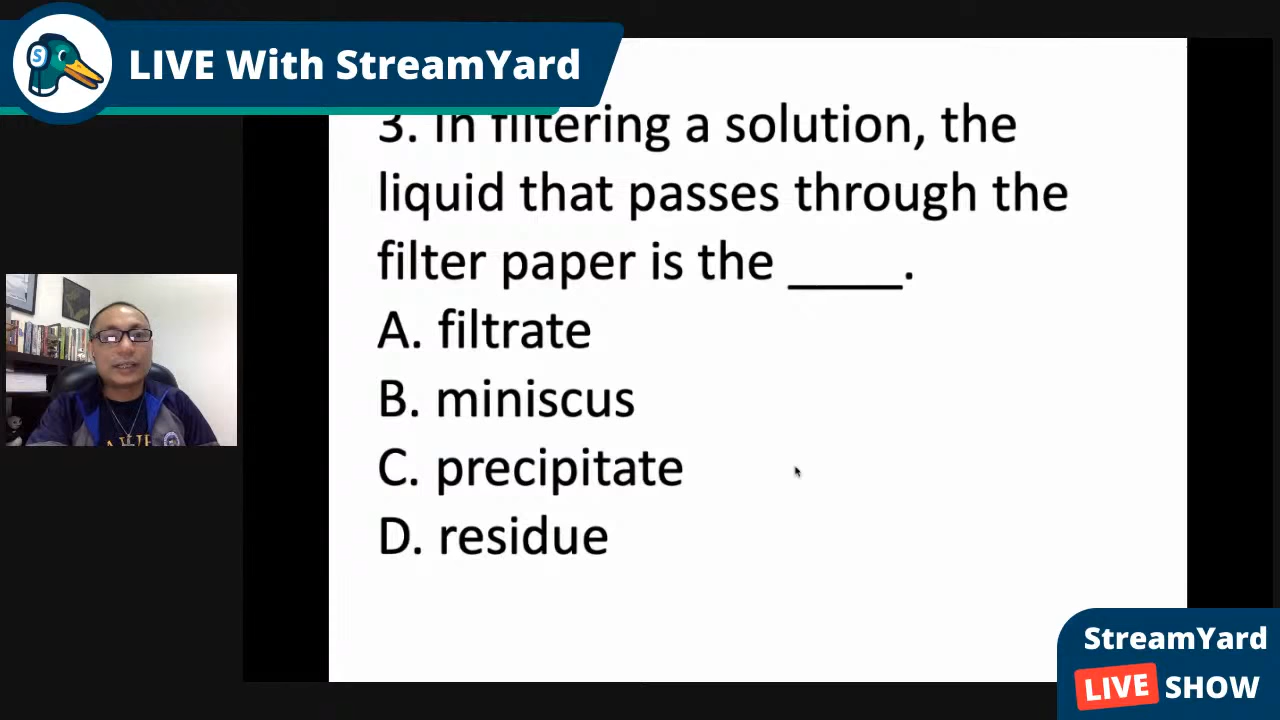 LIVE With StreamYard
3. In filtering a solution, the
liquid that passes through the
filter paper is the ____.
A. filtrate
B. miniscus
C. precipitate
D. residue
StreamYard
LIVE SHOW